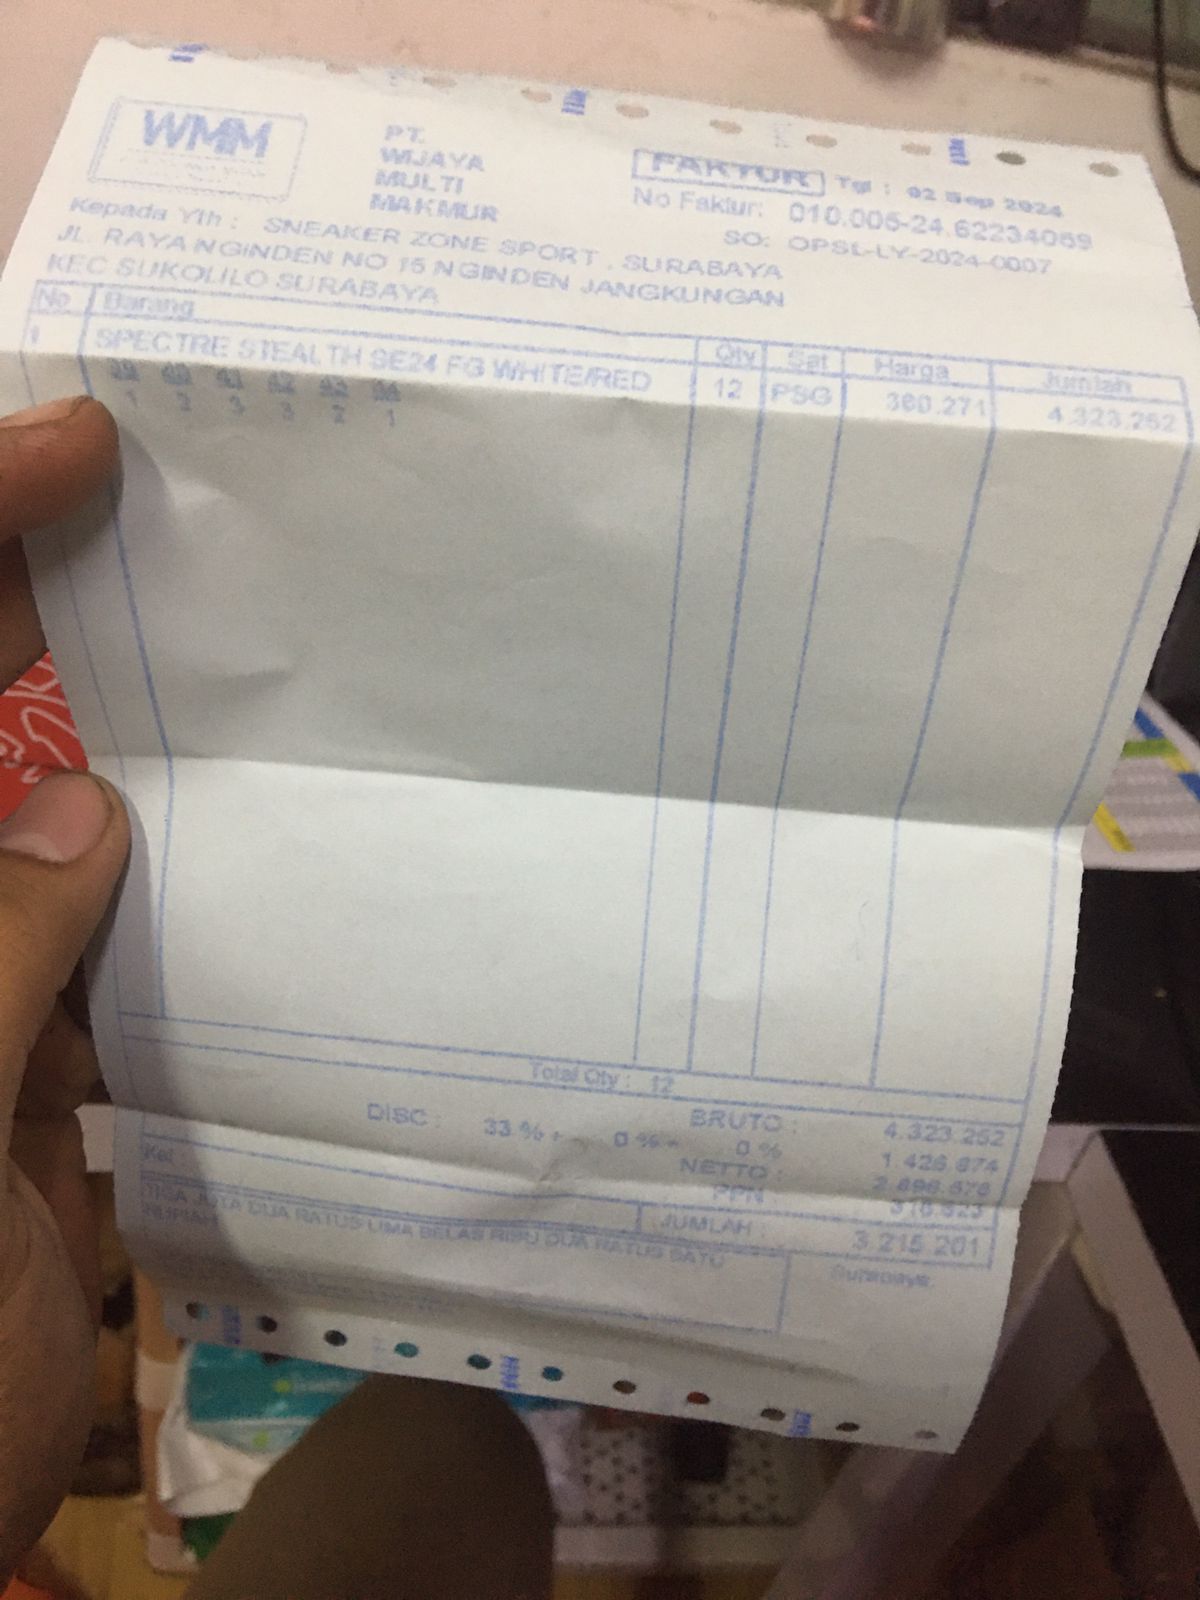 WMM
PT.
WIJAYA
MULTI
MAKMUR
FAKTUR Tgl : 02 Sep 2024
No Faktur: 010.005-24.62234059
SO: OPSL-LY-2024-0007
Kepada Yth : SNEAKER ZONE SPORT , SURABAYA
JL. RAYA NGINDEN NO 15 NGINDEN JANGKUNGAN
KEC SUKOLILO SURABAYA
No Barang Qty Sat Harga Jumlah
1 SPECTRE STEALTH SE24 FG WHITE/RED 12 PSG 360.271 4.323.252
39 40 41 42 43
1 2 3 3 2 1
Total Qty : 12
BRUTO : 4.323.252
DISC : 33 % + 0 % + 0 % 1.426.674
NETTO : 2.896.578
PPN : 318.623
Ket
JUMLAH : 3.215.201
TIGA JUTA DUA RATUS LIMA BELAS RIBU DUA RATUS SATU
RUPIAH
Surabaya,